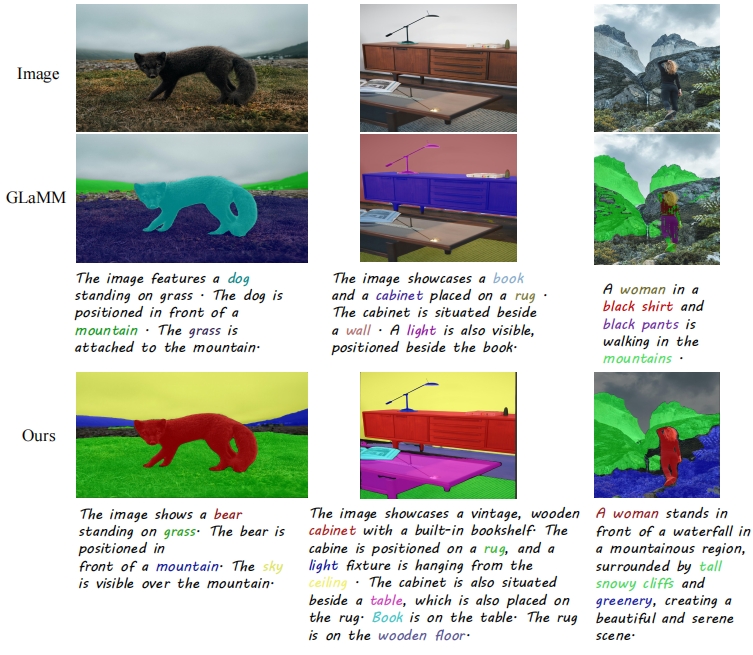 Image
GLaMM
The image features a dog
standing on grass . The dog is
positioned in front of a
mountain . The grass is
attached to the mountain.
The image showcases a book
and a cabinet placed on a rug .
The cabinet is situated beside
a wall . A light is also visible,
positioned beside the book.
A woman in a
black shirt and
black pants is
walking in the
mountains .
Ours
The image shows a bear
standing on grass. The bear is
positioned in
front of a mountain. The sky
is visible over the mountain.
The image showcases a vintage, wooden
cabinet with a built-in bookshelf. The
cabine is positioned on a rug, and a
light fixture is hanging from the
ceiling . The cabinet is also situated
beside a table, which is also placed on
the rug. Book is on the table. The rug
is on the wooden floor.
A woman stands in
front of a waterfall in
a mountainous region,
surrounded by tall
snowy cliffs and
greenery, creating a
beautiful and serene
scene.